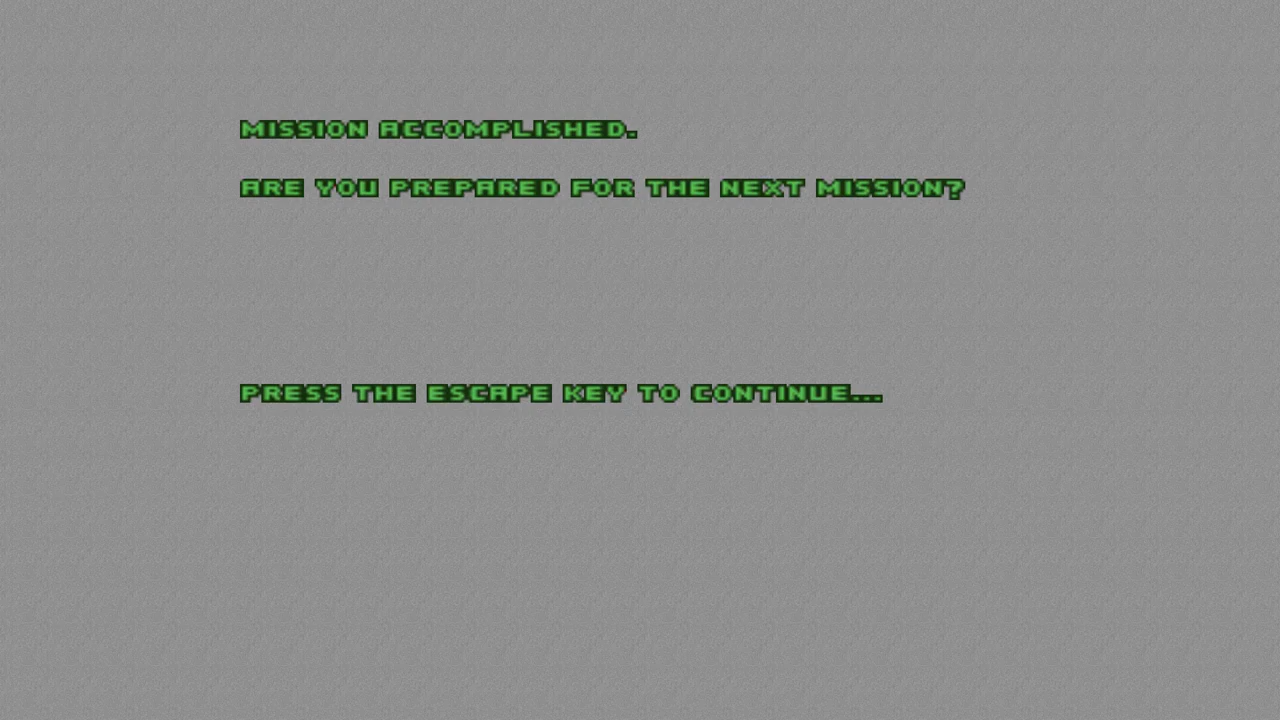 MISSION ACCOMPLISHED.
ARE YOU PREPARED FOR THE NEXT MISSION?
PRESS THE ESCAPE KEY TO CONTINUE...